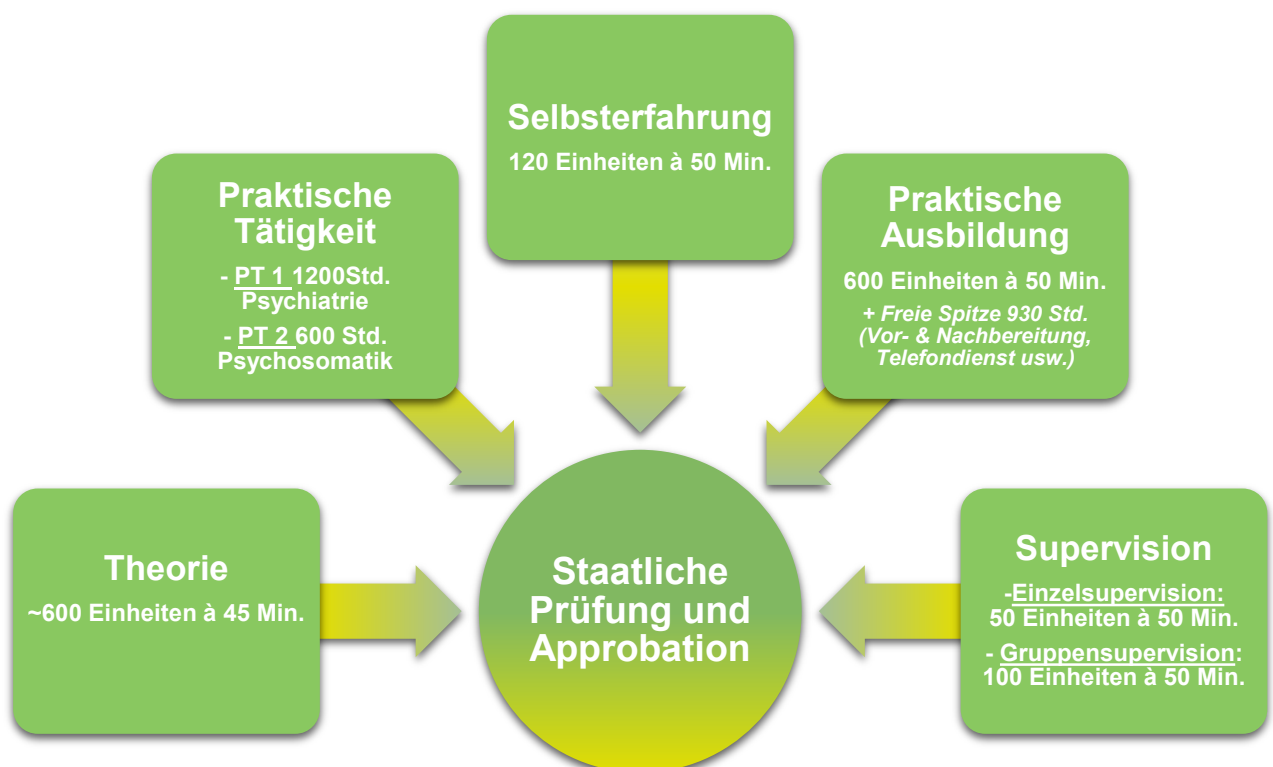 Theorie
~600 Einheiten à 45 Min.
Praktische
Tätigkeit
- PT 1 1200Std.
Psychiatrie
- PT 2 600 Std.
Psychosomatik
Selbsterfahrung
120 Einheiten à 50 Min.
Praktische
Ausbildung
600 Einheiten à 50 Min.
+ Freie Spitze 930 Std.
(Vor- & Nachbereitung,
Telefondienst usw.)
Supervision
-Einzelsupervision:
50 Einheiten à 50 Min.
- Gruppensupervision:
100 Einheiten à 50 Min.
Staatliche
Prüfung und
Approbation